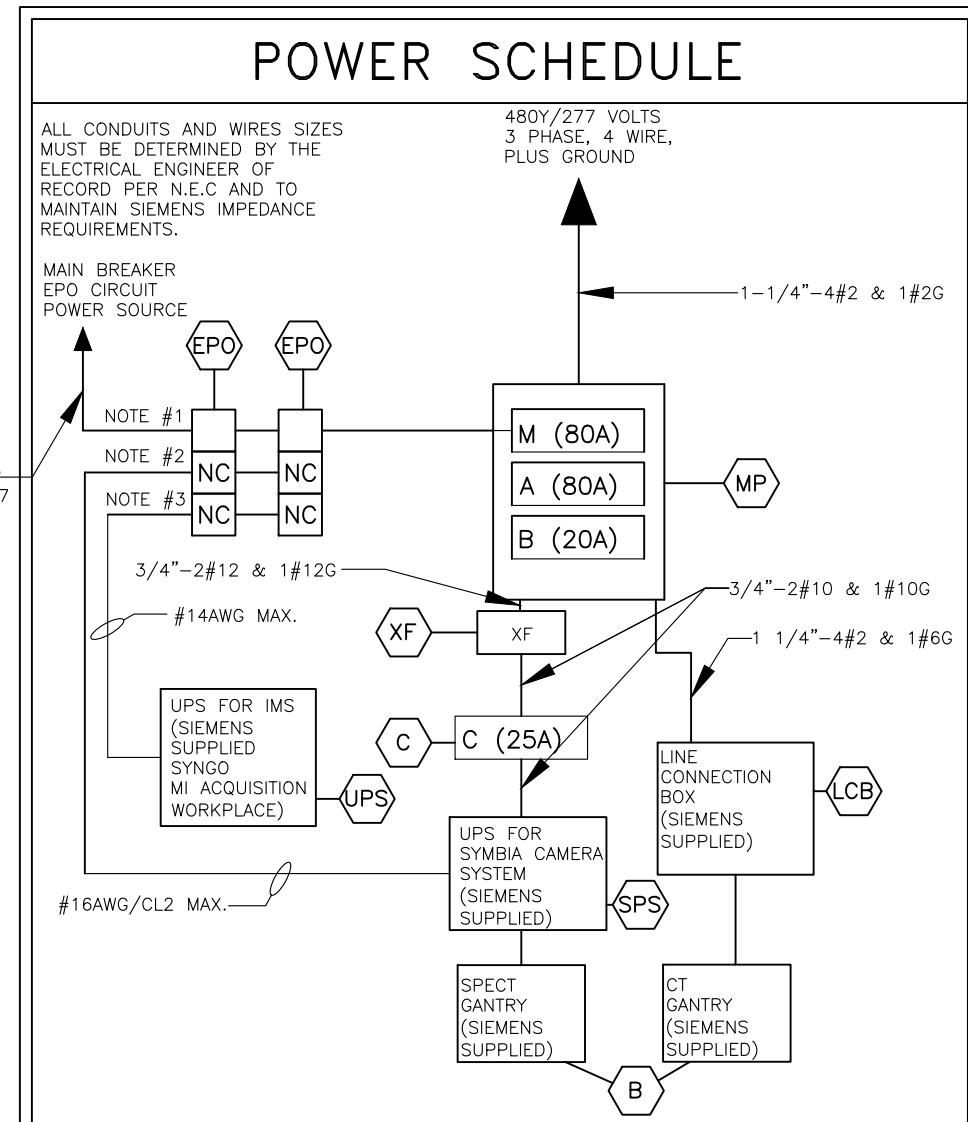 POWER SCHEDULE
ALL CONDUITS AND WIRES SIZES
MUST BE DETERMINED BY THE
ELECTRICAL ENGINEER OF
RECORD PER N.E.C AND TO
MAINTAIN SIEMENS IMPEDANCE
REQUIREMENTS.
480Y/277 VOLTS
3 PHASE, 4 WIRE,
PLUS GROUND
MAIN BREAKER
EPO CIRCUIT
POWER SOURCE
1-1/4"-4#2 & 1#2G
EPO
EPO
NOTE #1
NOTE #2
NOTE #3
NC
NC
NC
NC
7
M (80A)
A (80A)
B (20A)
MP
3/4"-2#12 & 1#12G
3/4"-2#10 & 1#10G
#14AWG MAX.
XF
XF
1 1/4"-4#2 & 1#6G
UPS FOR IMS
(SIEMENS
SUPPLIED
SYNGO
MI ACQUISITION
WORKPLACE)
UPS
C
C (25A)
LINE
CONNECTION
BOX
(SIEMENS
SUPPLIED)
LCB
UPS FOR
SYMBIA CAMERA
SYSTEM
(SIEMENS
SUPPLIED)
SPS
#16AWG/CL2 MAX.
SPECT
GANTRY
(SIEMENS
SUPPLIED)
CT
GANTRY
(SIEMENS
SUPPLIED)
B